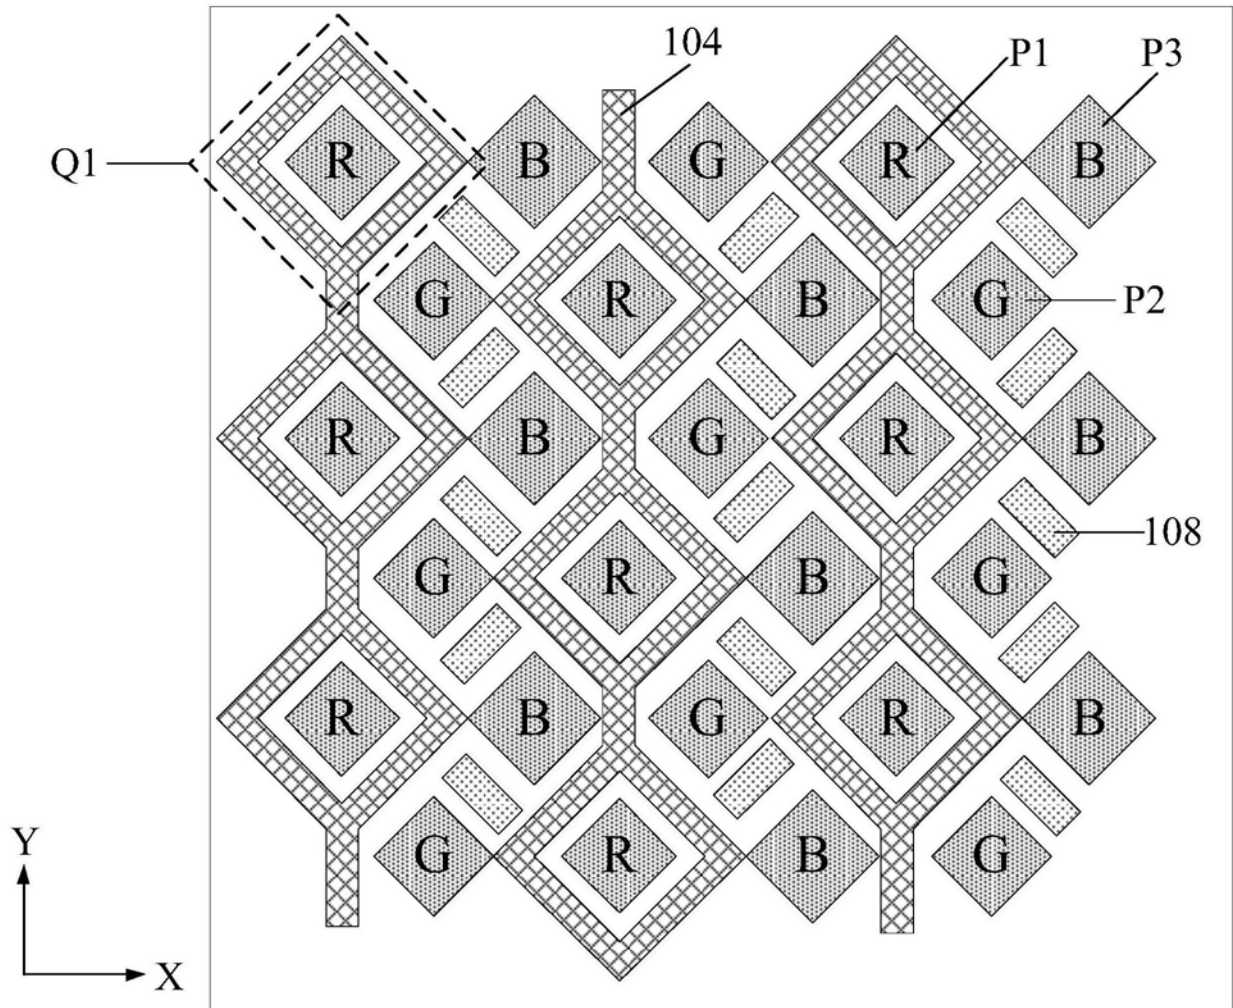 104 P1 P3
Q1 R B G R B
G R B G P2
R B G R B
G R B G 108
R B G R B
G R B G
Y
X